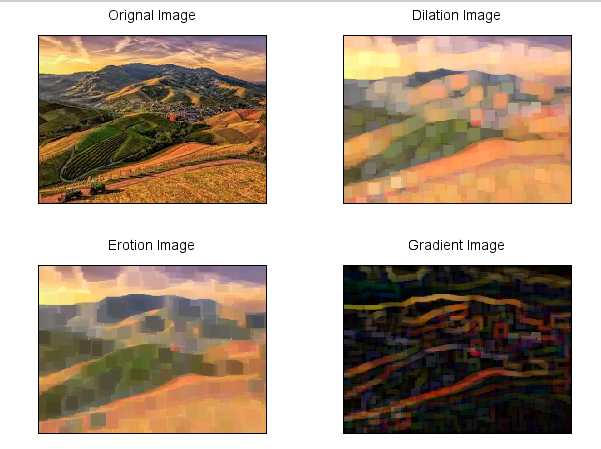 Orignal Image
Dilation Image
Erotion Image
Gradient Image